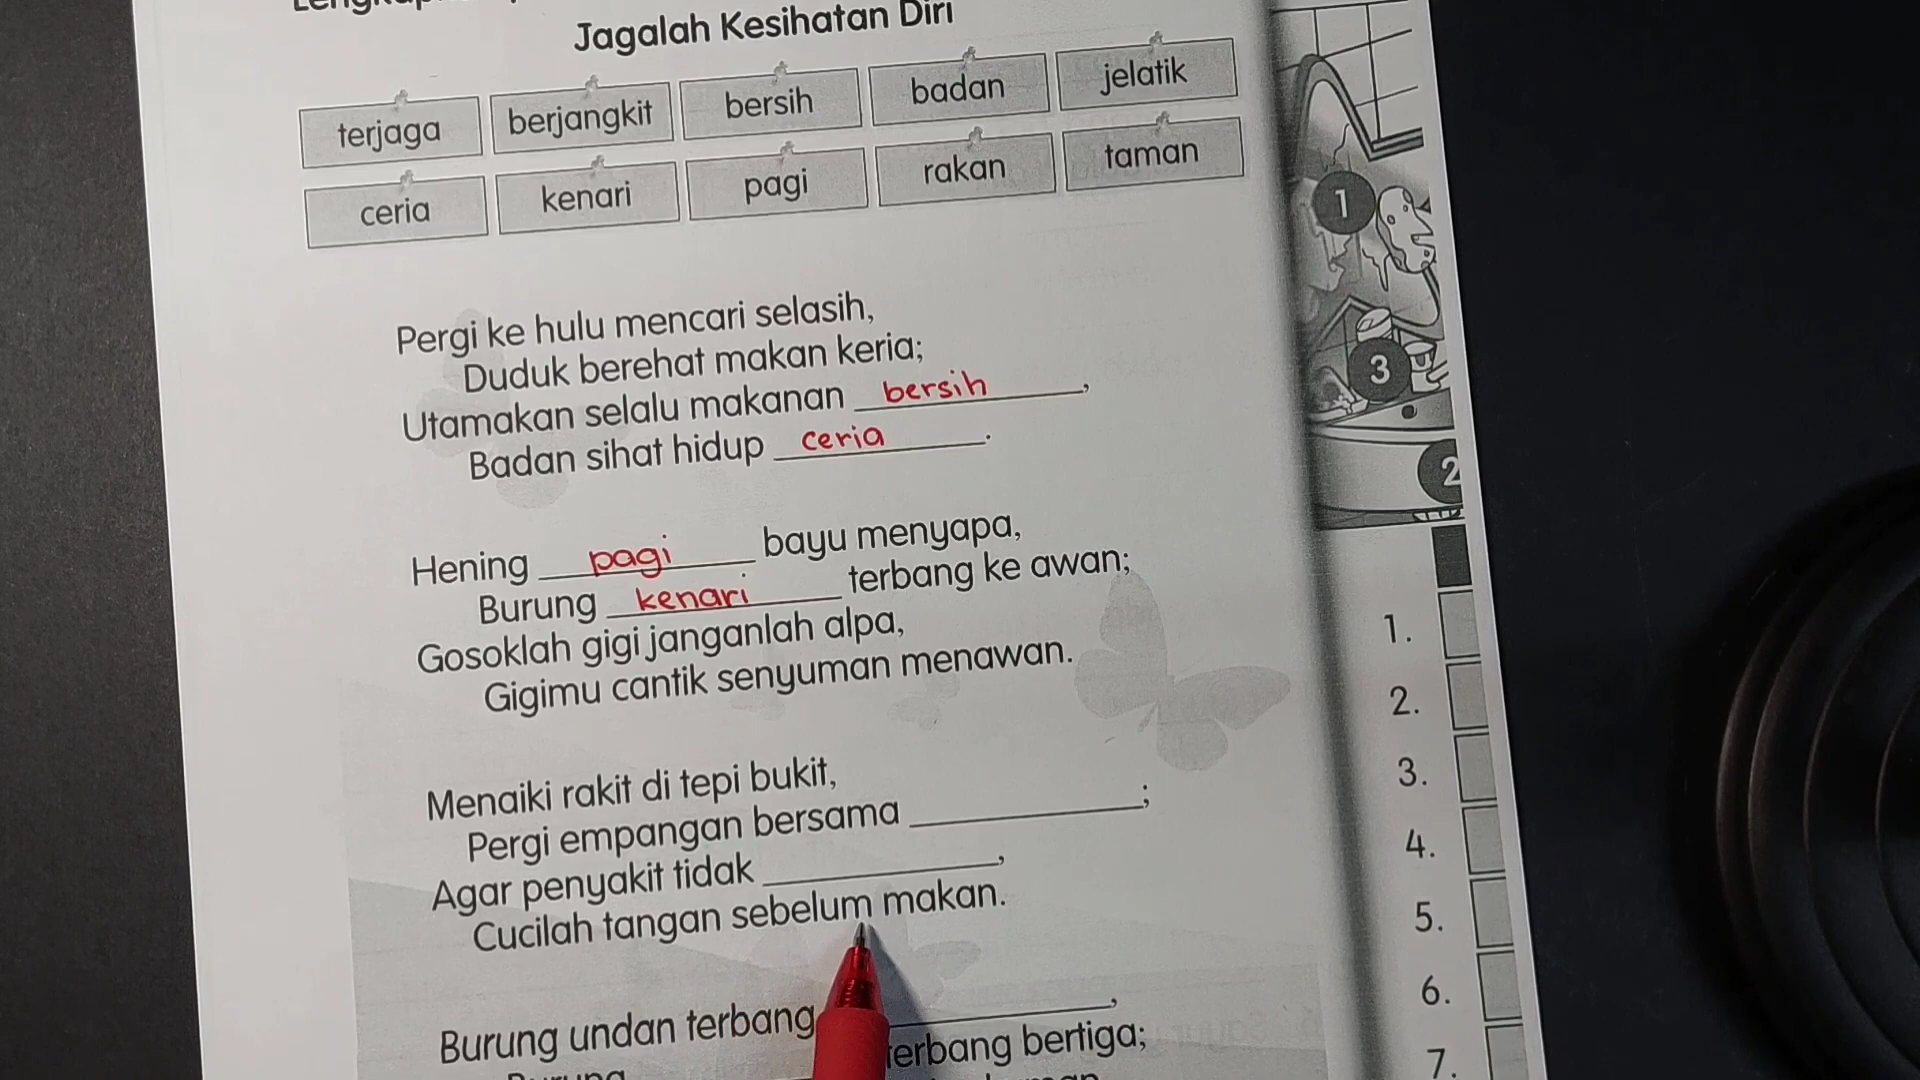 Jagalah Kesihatan Diri
terjaga berjangkit bersih badan jelatik
ceria kenari pagi rakan taman
Pergi ke hulu mencari selasih,
Duduk berehat makan keria;
Utamakan selalu makanan bersih,
Badan sihat hidup ceria.
Hening pagi bayu menyapa,
Burung kenari terbang ke awan;
Gosoklah gigi janganlah alpa,
Gigimu cantik senyuman menawan.
Menaiki rakit di tepi bukit,
Pergi empangan bersama ;
Agar penyakit tidak ,
Cucilah tangan sebelum makan.
Burung undan terbang ,
terbang bertiga;
1
3
2
1.
2.
3.
4.
5.
6.
7.